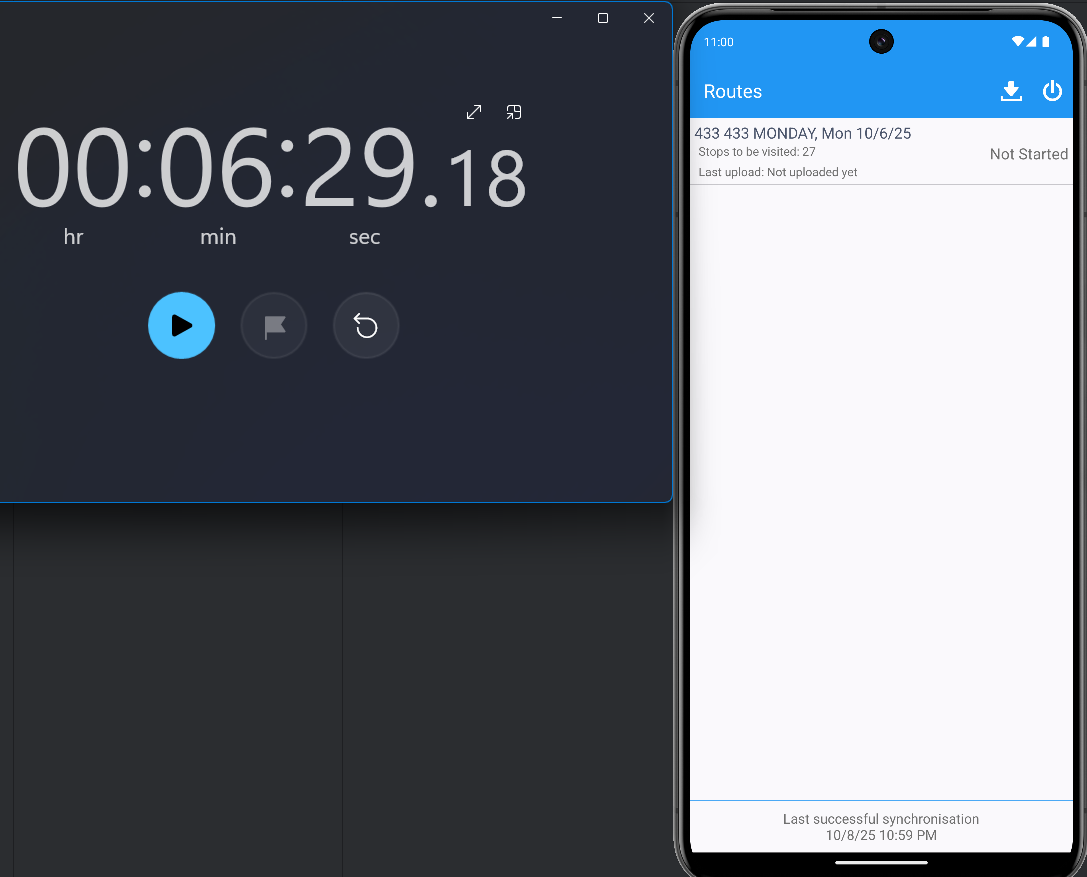 00:06:29.18
hr min sec
11:00
Routes
433 433 MONDAY, Mon 10/6/25
Stops to be visited: 27
Not Started
Last upload: Not uploaded yet
Last successful synchronisation
10/8/25 10:59 PM